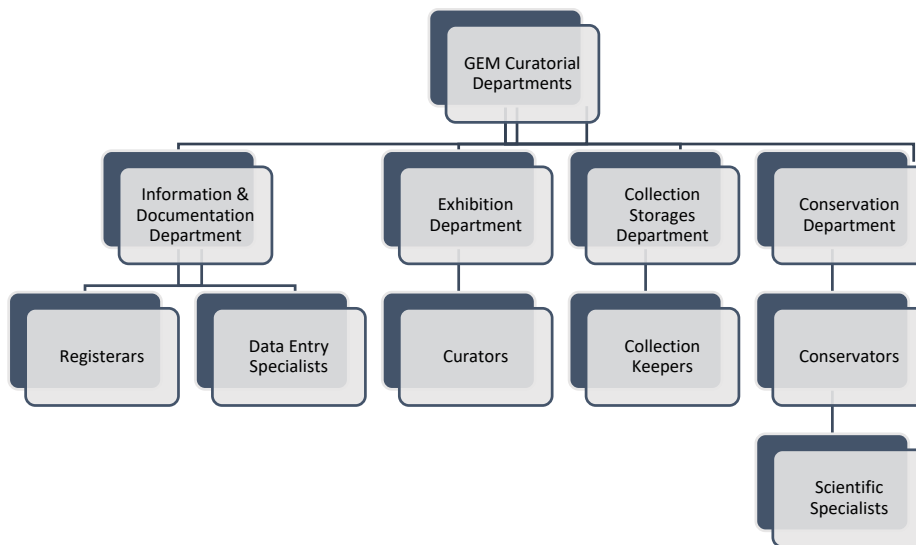 GEM Curatorial
Departments
Information &
Documentation
Department
Exhibition
Department
Collection
Storages
Department
Conservation
Department
Registerars
Data Entry
Specialists
Curators
Collection
Keepers
Conservators
Scientific
Specialists